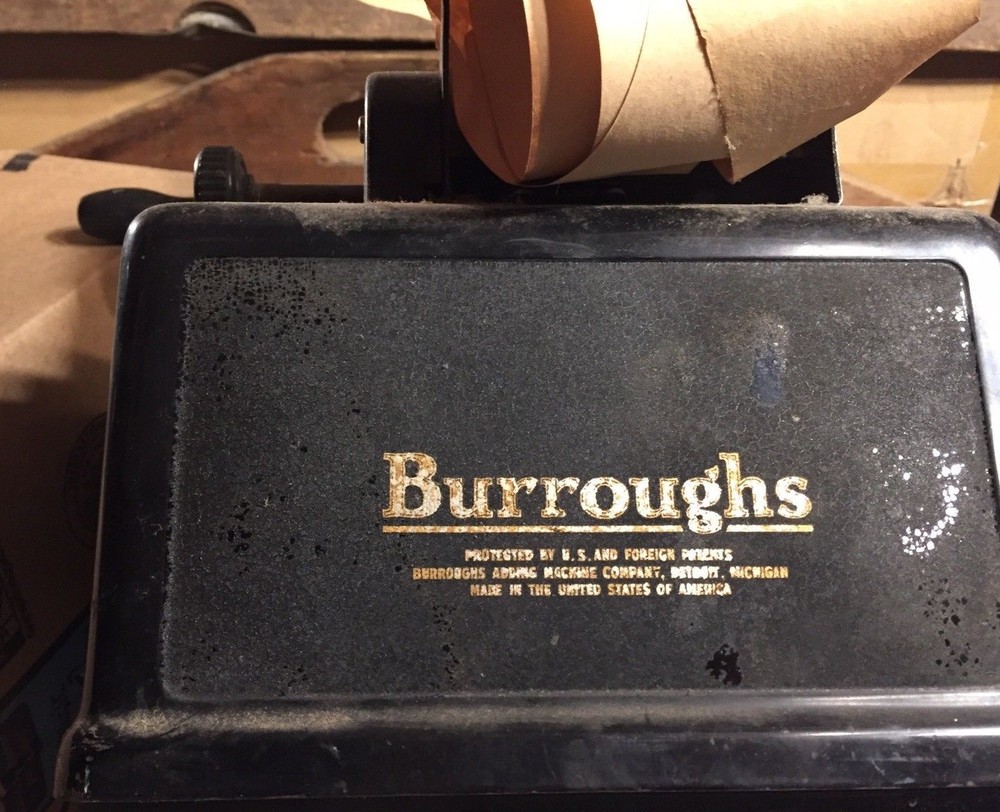 Burroughs
PROTECTED BY U.S. AND FOREIGN PATENTS
BURROUGHS ADDING MACHINE COMPANY, DETROIT, MICHIGAN
MADE IN THE UNITED STATES OF AMERICA